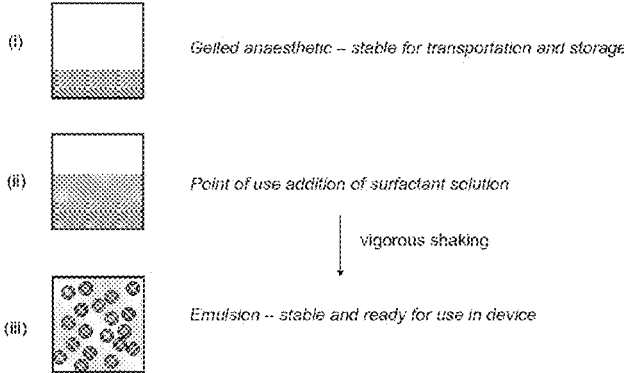 (i) Gelled anaesthetic – stable for transportation and storage
(ii) Point of use addition of surfactant solution
vigorous shaking
(iii) Emulsion -- stable and ready for use in device